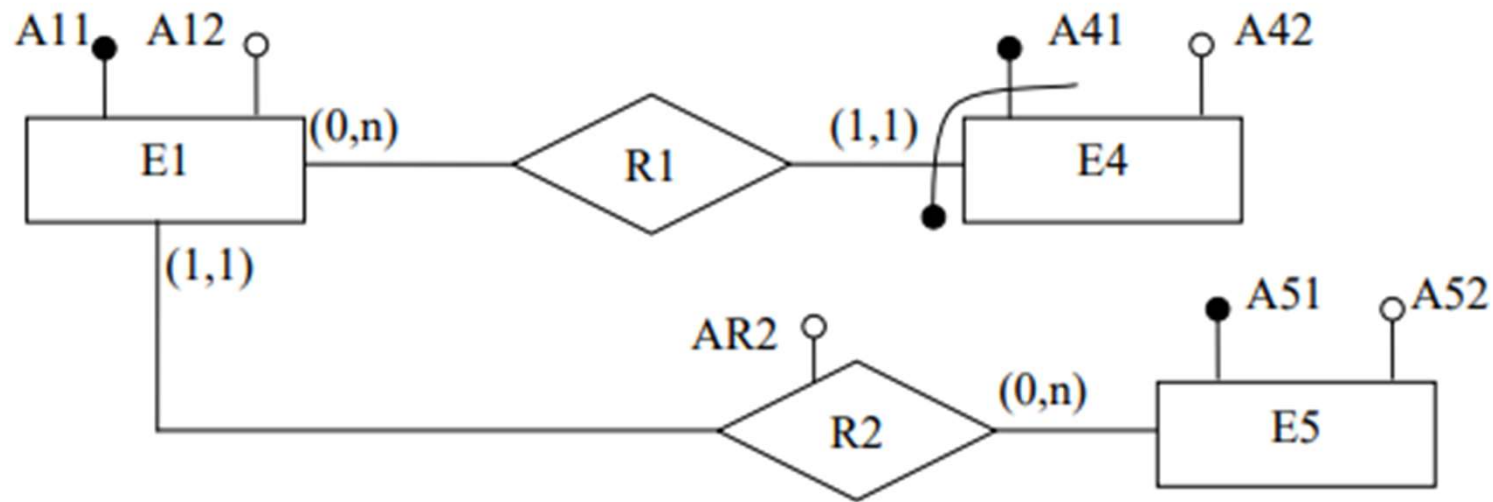 A11 A12 A41 A42
(0,n) (1,1)
E1 R1 E4
(1,1)
A51 A52
AR2
(0,n)
R2 E5